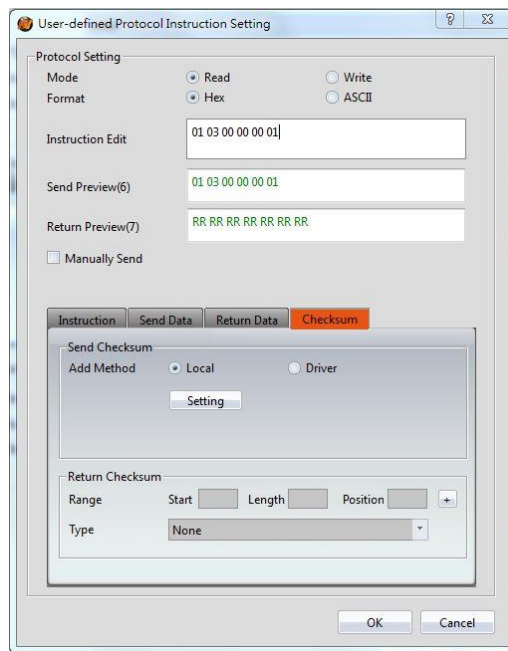 User-defined Protocol Instruction Setting
Protocol Setting
Mode Read Write
Format Hex ASCII
Instruction Edit 01 03 00 00 00 01
Send Preview(6) 01 03 00 00 00 01
Return Preview(7) RR RR RR RR RR RR RR
Manually Send
Instruction Send Data Return Data Checksum
Send Checksum
Add Method Local Driver
Setting
Return Checksum
Range Start Length Position +
Type None
OK Cancel